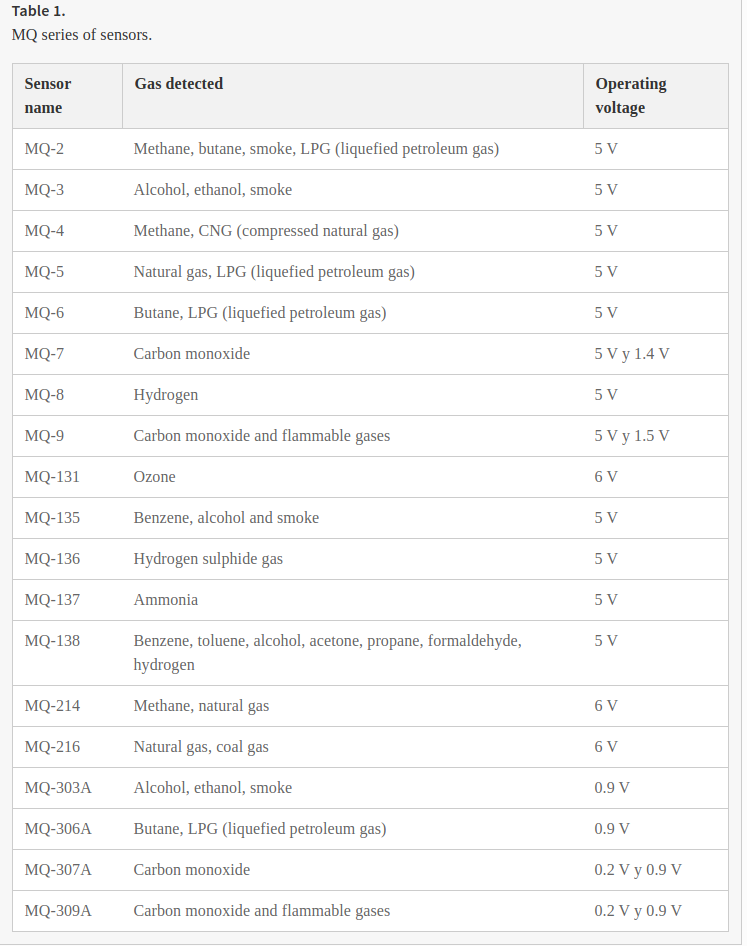 Table 1.
MQ series of sensors.
Sensor name Gas detected Operating voltage
MQ-2 Methane, butane, smoke, LPG (liquefied petroleum gas) 5 V
MQ-3 Alcohol, ethanol, smoke 5 V
MQ-4 Methane, CNG (compressed natural gas) 5 V
MQ-5 Natural gas, LPG (liquefied petroleum gas) 5 V
MQ-6 Butane, LPG (liquefied petroleum gas) 5 V
MQ-7 Carbon monoxide 5 V y 1.4 V
MQ-8 Hydrogen 5 V
MQ-9 Carbon monoxide and flammable gases 5 V y 1.5 V
MQ-131 Ozone 6 V
MQ-135 Benzene, alcohol and smoke 5 V
MQ-136 Hydrogen sulphide gas 5 V
MQ-137 Ammonia 5 V
MQ-138 Benzene, toluene, alcohol, acetone, propane, formaldehyde, 5 V
hydrogen
MQ-214 Methane, natural gas 6 V
MQ-216 Natural gas, coal gas 6 V
MQ-303A Alcohol, ethanol, smoke 0.9 V
MQ-306A Butane, LPG (liquefied petroleum gas) 0.9 V
MQ-307A Carbon monoxide 0.2 V y 0.9 V
MQ-309A Carbon monoxide and flammable gases 0.2 V y 0.9 V